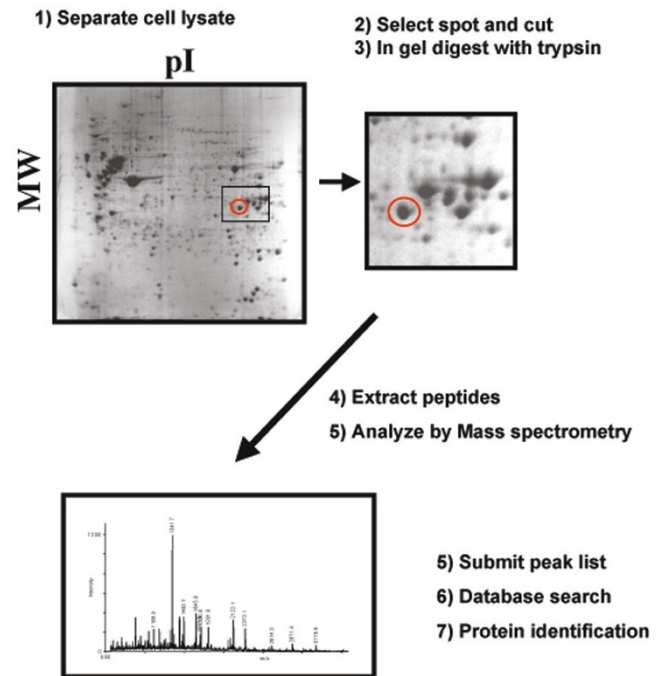 1) Separate cell lysate
2) Select spot and cut
3) In gel digest with trypsin
pI
MW
4) Extract peptides
5) Analyze by Mass spectrometry
Intensity
m/z
5) Submit peak list
6) Database search
7) Protein identification